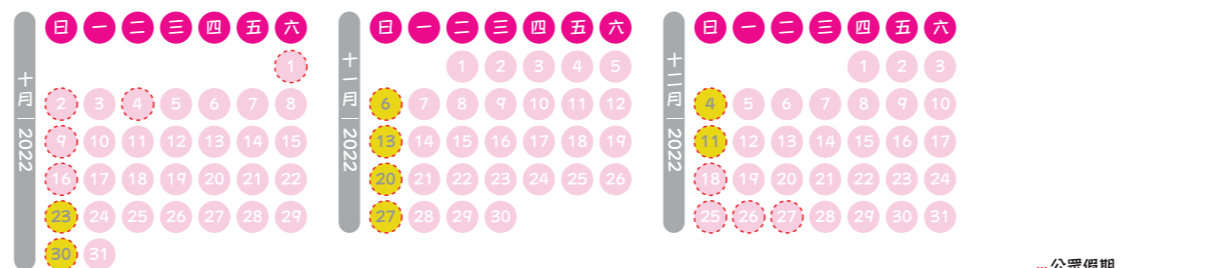 十月 | 2022
日 一 二 三 四 五 六
1
2 3 4 5 6 7 8
9 10 11 12 13 14 15
16 17 18 19 20 21 22
23 24 25 26 27 28 29
30 31
十一月 | 2022
日 一 二 三 四 五 六
1 2 3 4 5
6 7 8 9 10 11 12
13 14 15 16 17 18 19
20 21 22 23 24 25 26
27 28 29 30
十二月 | 2022
日 一 二 三 四 五 六
1 2 3
4 5 6 7 8 9 10
11 12 13 14 15 16 17
18 19 20 21 22 23 24
25 26 27 28 29 30 31
公眾假期